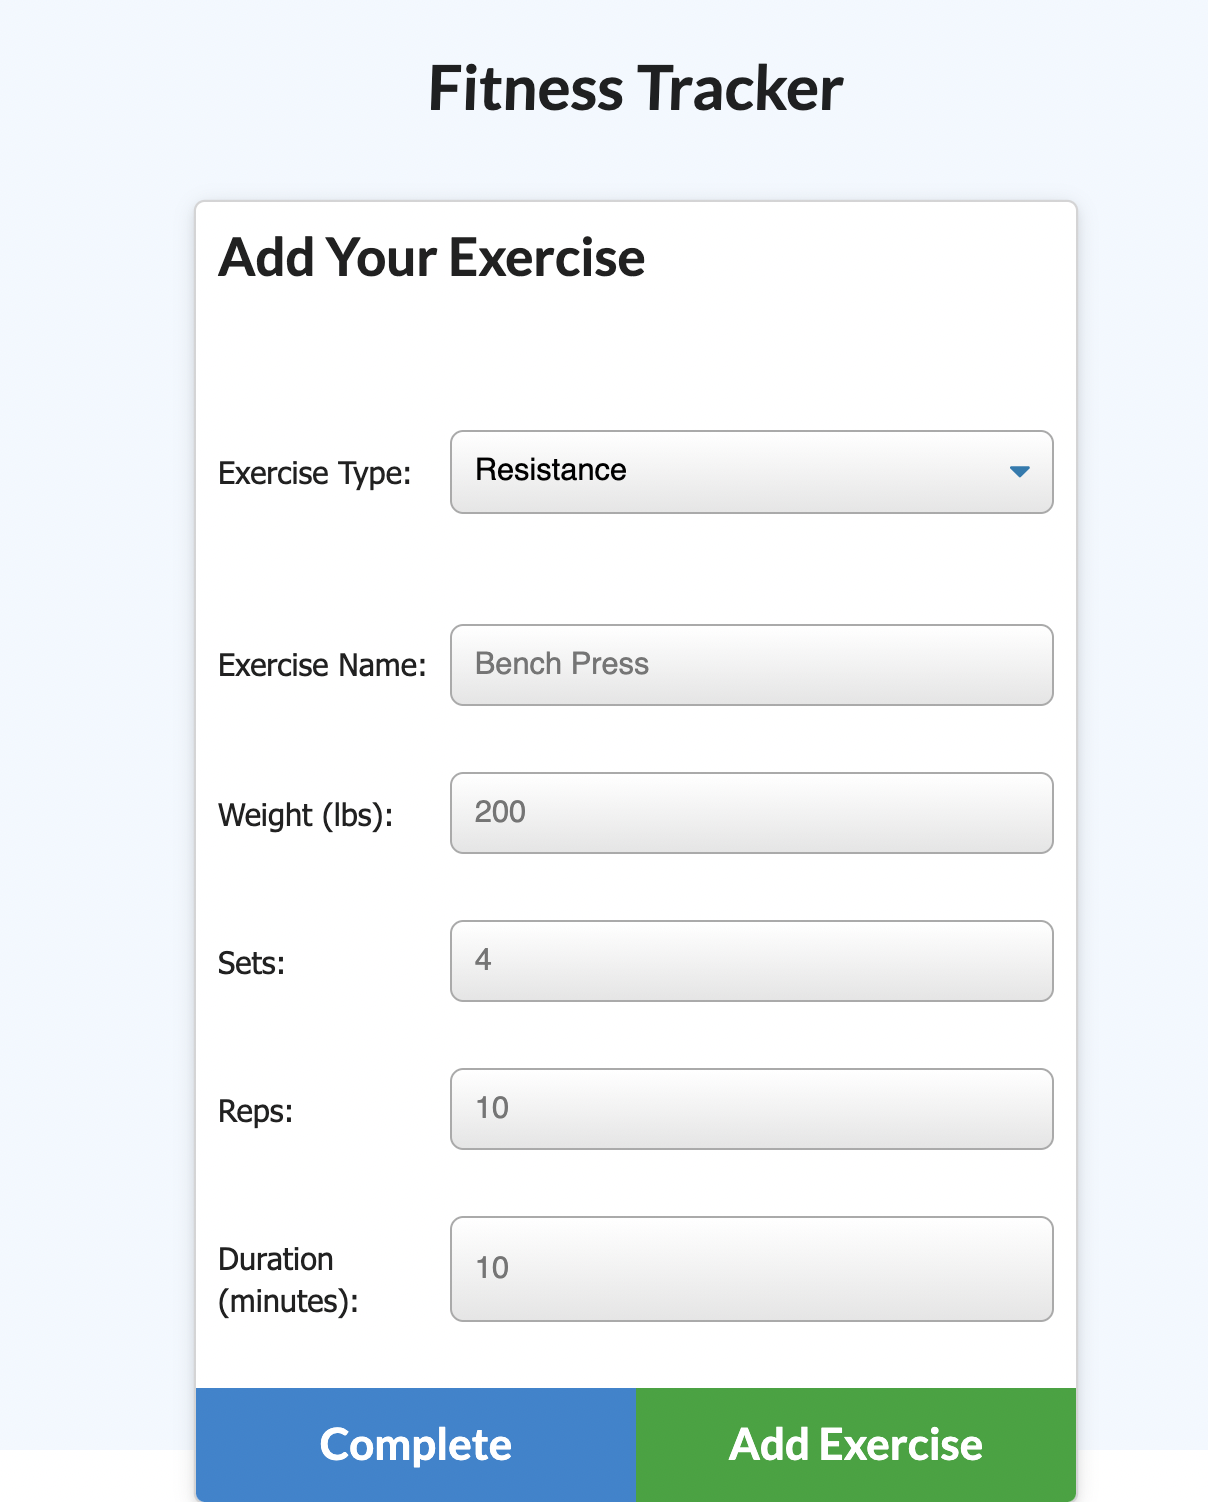 Fitness Tracker
Add Your Exercise
Exercise Type:
Resistance
Exercise Name:
Bench Press
Weight (lbs):
200
Sets:
4
Reps:
10
Duration
(minutes):
10
Complete
Add Exercise